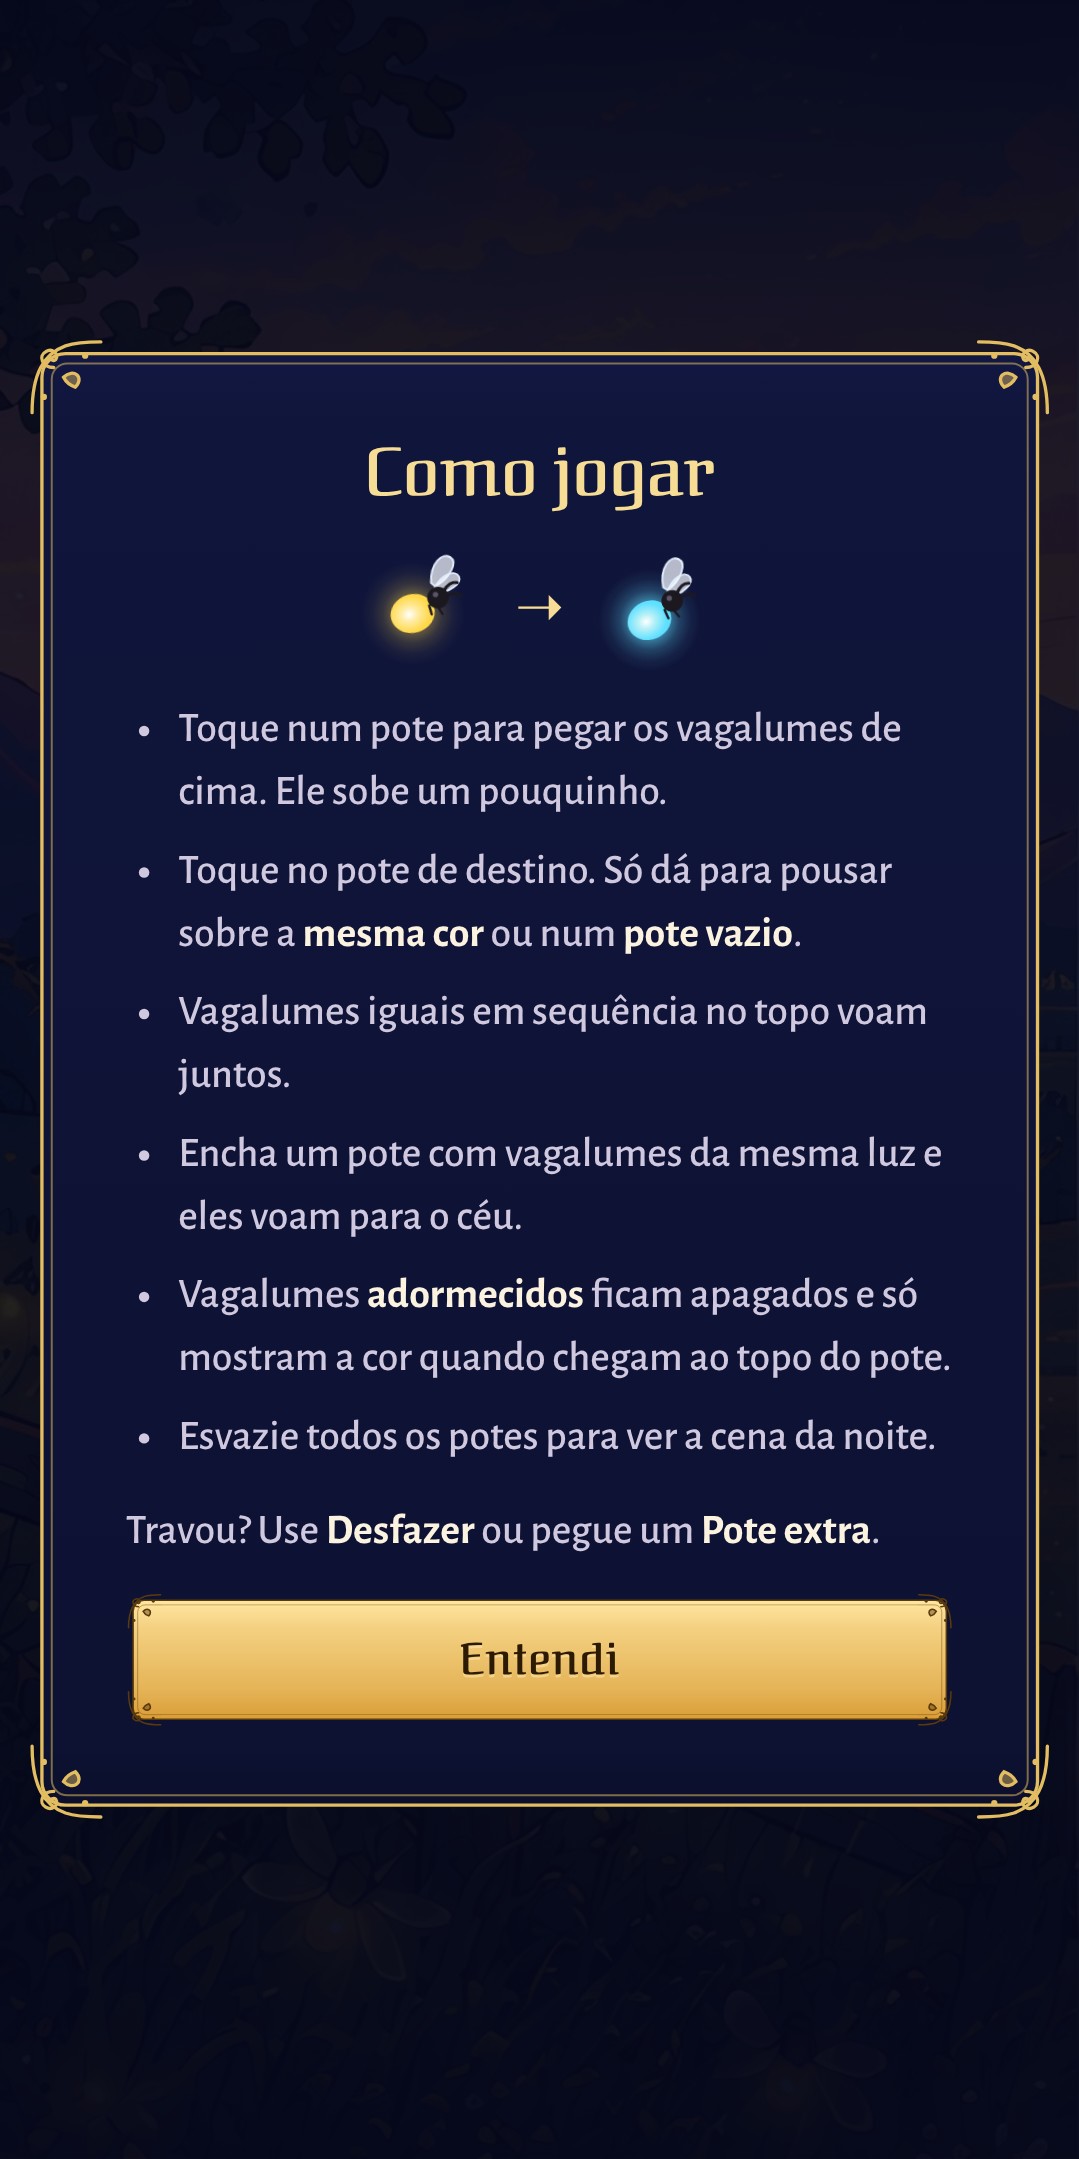 Como jogar
• Toque num pote para pegar os vagalumes de
cima. Ele sobe um pouquinho.
• Toque no pote de destino. Só dá para pousar
sobre a mesma cor ou num pote vazio.
• Vagalumes iguais em sequência no topo voam
juntos.
• Encha um pote com vagalumes da mesma luz e
eles voam para o céu.
• Vagalumes adormecidos ficam apagados e só
mostram a cor quando chegam ao topo do pote.
• Esvazie todos os potes para ver a cena da noite.
Travou? Use Desfazer ou pegue um Pote extra.
Entendi